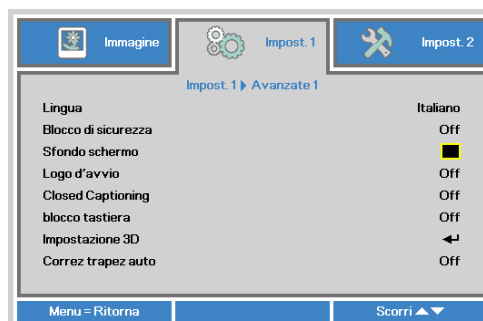 Immagine
Impost. 1
Impost. 2
Impost. 1 Avanzate 1
Lingua Italiano
Blocco di sicurezza Off
Sfondo schermo
Logo d'avvio Off
Closed Captioning Off
blocco tastiera Off
Impostazione 3D
Correz trapez auto Off
Menu = Ritorna Scorri